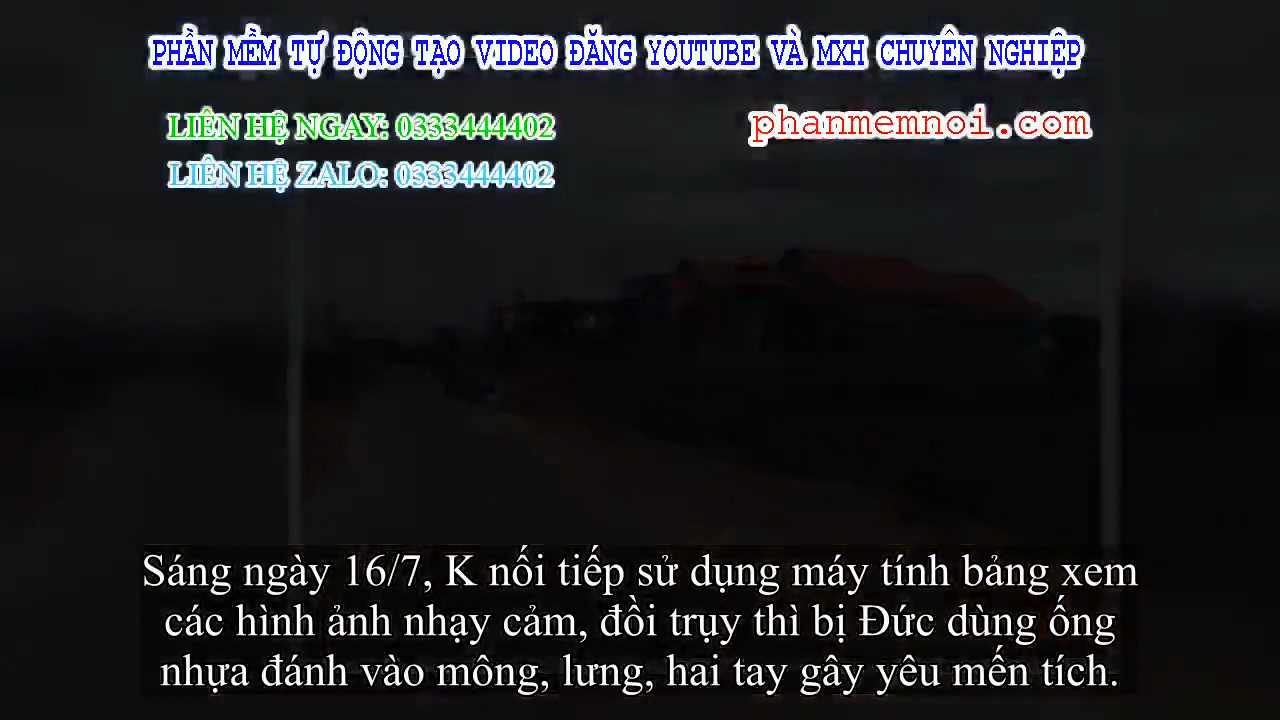 PHẦN MỀM TỰ ĐỘNG TẠO VIDEO ĐĂNG YOUTUBE VÀ MXH CHUYÊN NGHIỆP
LIÊN HỆ NGAY: 0333444402
phanmemnoi.com
LIÊN HỆ ZALO: 0333444402
Sáng ngày 16/7, K nối tiếp sử dụng máy tính bảng xem
các hình ảnh nhạy cảm, đồi trụy thì bị Đức dùng ống
nhựa đánh vào mông, lưng, hai tay gây yêu mến tích.